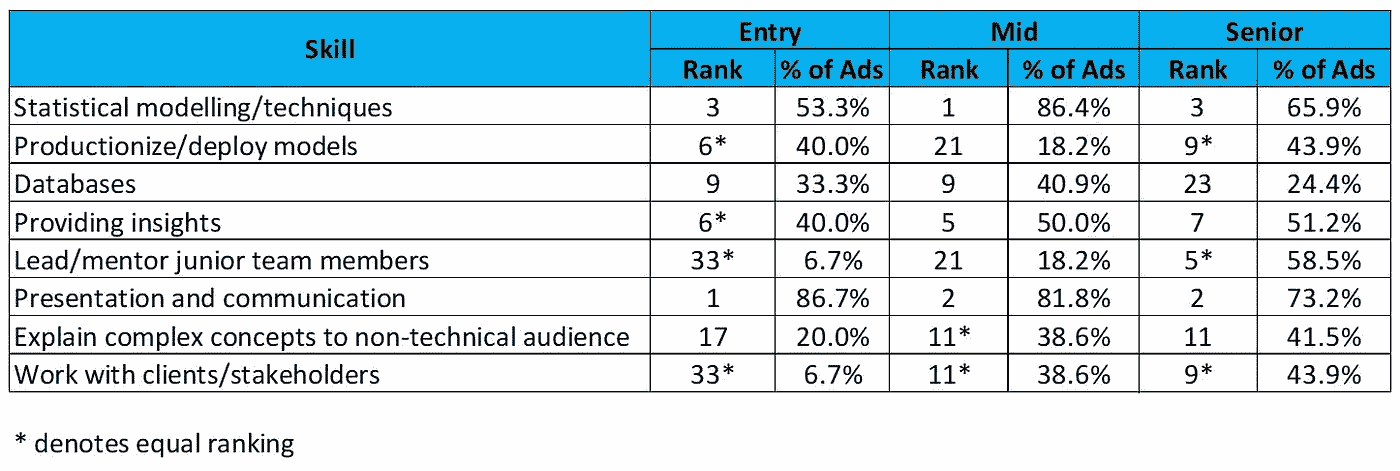 Skill Entry Mid Senior
Rank % of Ads Rank % of Ads Rank % of Ads
Statistical modelling/techniques 3 53.3% 1 86.4% 3 65.9%
Productionize/deploy models 6* 40.0% 21 18.2% 9* 43.9%
Databases 9 33.3% 9 40.9% 23 24.4%
Providing insights 6* 40.0% 5 50.0% 7 51.2%
Lead/mentor junior team members 33* 6.7% 21 18.2% 5* 58.5%
Presentation and communication 1 86.7% 2 81.8% 2 73.2%
Explain complex concepts to non-technical audience 17 20.0% 11* 38.6% 11 41.5%
Work with clients/stakeholders 33* 6.7% 11* 38.6% 9* 43.9%
* denotes equal ranking